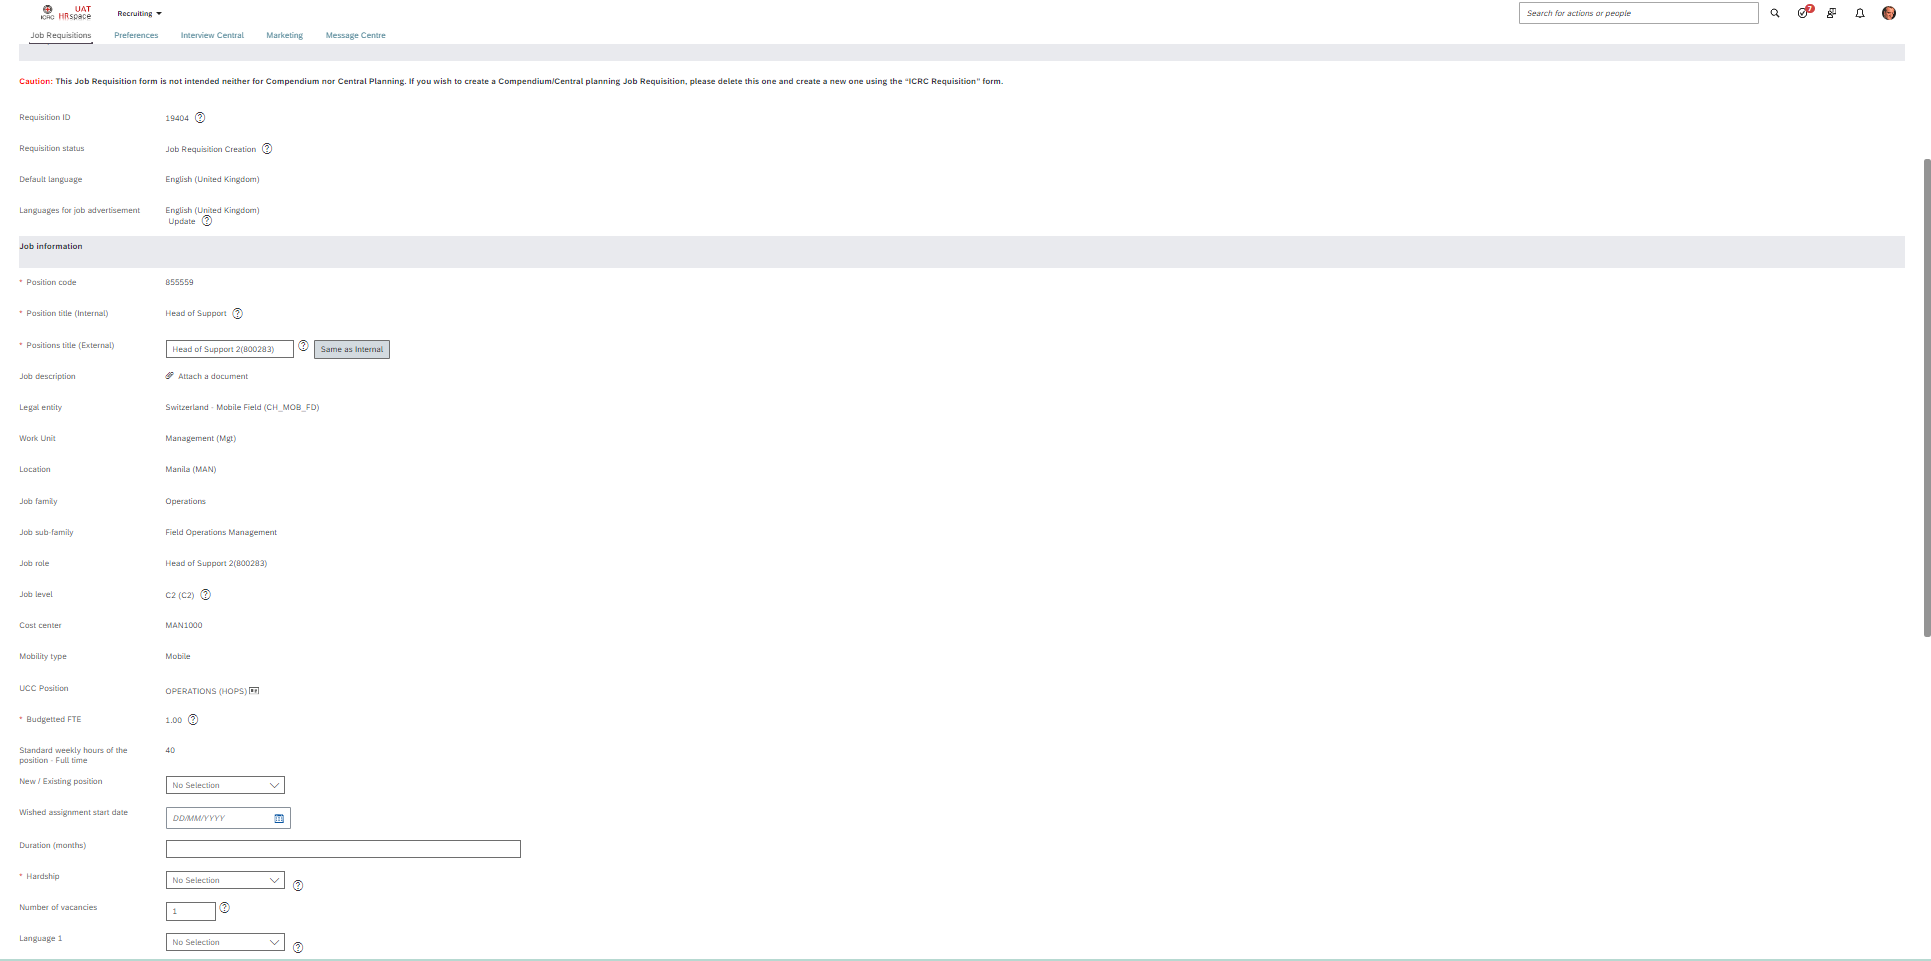 ICRC UAT HRspace Recruiting Search for actions or people 7
Job Requisitions Preferences Interview Central Marketing Message Centre
Caution: This Job Requisition form is not intended neither for Compendium nor Central Planning. If you wish to create a Compendium/Central planning Job Requisition, please delete this one and create a new one using the "ICRC Requisition" form.
Requisition ID 19404 ?
Requisition status Job Requisition Creation ?
Default language English (United Kingdom)
Languages for job advertisement English (United Kingdom)
Update ?
Job information
* Position code 855559
* Position title (Internal) Head of Support ?
* Positions title (External) Head of Support 2(800283) ? Same as Internal
Job description Attach a document
Legal entity Switzerland - Mobile Field (CH_MOB_FD)
Work Unit Management (Mgt)
Location Manila (MAN)
Job family Operations
Job sub-family Field Operations Management
Job role Head of Support 2(800283)
Job level C2 (C2) ?
Cost center MAN1000
Mobility type Mobile
UCC Position OPERATIONS (HOPS)
* Budgetted FTE 1.00 ?
Standard weekly hours of the 40
position - Full time
New / Existing position No Selection
Wished assignment start date DD/MM/YYYY
Duration (months)
* Hardship No Selection ?
Number of vacancies 1 ?
Language 1 No Selection ?